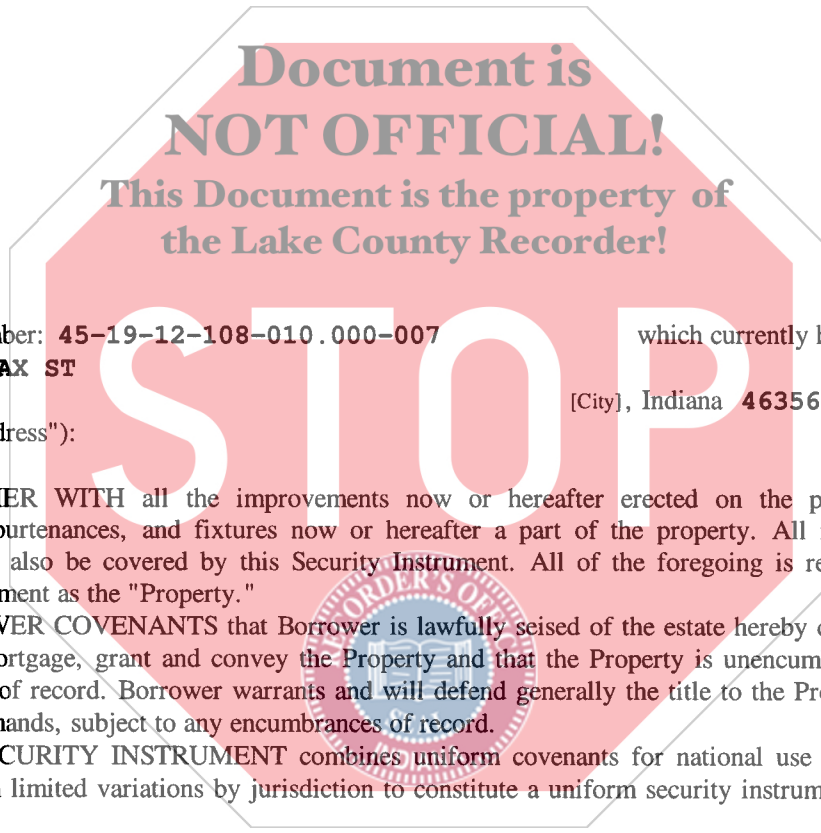 Document is
NOT OFFICIAL!
This Document is the property of
the Lake County Recorder!
STOP
ber: 45-19-12-108-010.000-007 which currently
AX ST
[City], Indiana 46356
dress"):
ER WITH all the improvements now or hereafter erected on the p
purtenances, and fixtures now or hereafter a part of the property. All
also be covered by this Security Instrument. All of the foregoing is re
ment as the "Property."
VER COVENANTS that Borrower is lawfully seised of the estate hereby
ortgage, grant and convey the Property and that the Property is unencum
of record. Borrower warrants and will defend generally the title to the Pro
mands, subject to any encumbrances of record.
CURITY INSTRUMENT combines uniform covenants for national use
limited variations by jurisdiction to constitute a uniform security instrum
RECORDER'S OFFICE